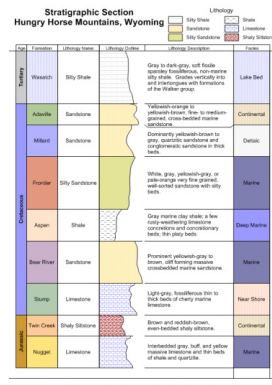 Stratigraphic Section
Hungry Horse Mountains, Wyoming
Lithology
Silty Shale
Sandstone
Silty Sandstone
Shale
Limestone
Shaly Siltstone
Age
Formation
Lithology Name
Lithology Outline
Lithology Description
Facies
Tertiary
Wasatch
Silty Shale
Gray to dark-gray, soft fissile
sparsley fossiliferous, non-marine
silty shale. Grades vertically into
and intertongues with formations
of the Walker group.
Lake Bed
Cretaceous
Adaville
Sandstone
Yellowish-orange to
yellowish-brown, fine- to medium-
grained, cross-bedded marine
sandstone.
Continental
Millard
Sandstone
Dominantly yellowish-brown to
gray, quartzitic sandstone and
conglomeratic sandstone in thick
beds.
Deltaic
Fronder
Silty Sandstone
White, gray, yellowish-gray, or
pale-orange very fine grained,
well-sorted sandstone with silty
beds.
Marine
Aspen
Shale
Gray marine clay shale; a few
rusty-weathering limestone
concretions and concretionary
beds; thin platy beds.
Deep Marine
Bear River
Sandstone
Prominent yellowish-gray to
brown, cliff forming massive
crossbedded marine sandstone.
Marine
Stump
Limestone
Light-gray, fossiliferous thin to
thick beds of cherty marine
limestone.
Near Shore
Jurassic
Twin Creek
Shaly Siltstone
Brown and reddish-brown,
even-bedded shaly siltstone.
Continental
Nugget
Limestone
Interbedded gray, buff, and yellow
massive limestone and thin beds
of shale and quartzite.
Marine